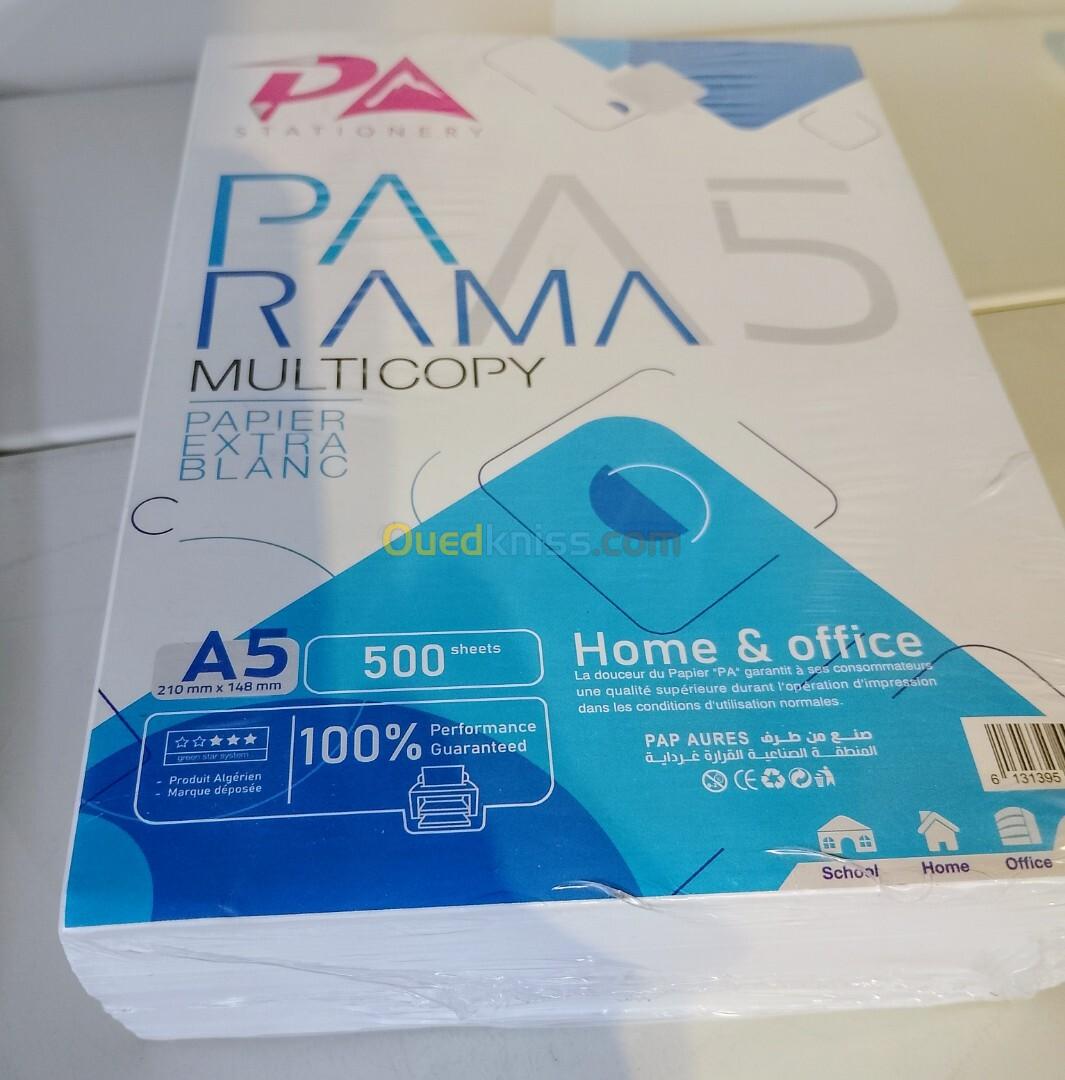 PA
STATIONERY
PA
RAMA
A5
MULTICOPY
PAPIER
EXTRA
BLANC
Ouedkniss.com
A5
210 mm x 148 mm
500 sheets
Home & office
La douceur du Papier "PA" garantit à ses consommateurs
une qualité supérieure durant l'opération d'impression
dans les conditions d'utilisation normales.
green star system
- Produit Algérien
- Marque déposée
100% Performance
Guaranteed
PAP AURES صنع من طرف
المنطقة الصناعية القرارة غرداية
CE
6 131395
School
Home
Office